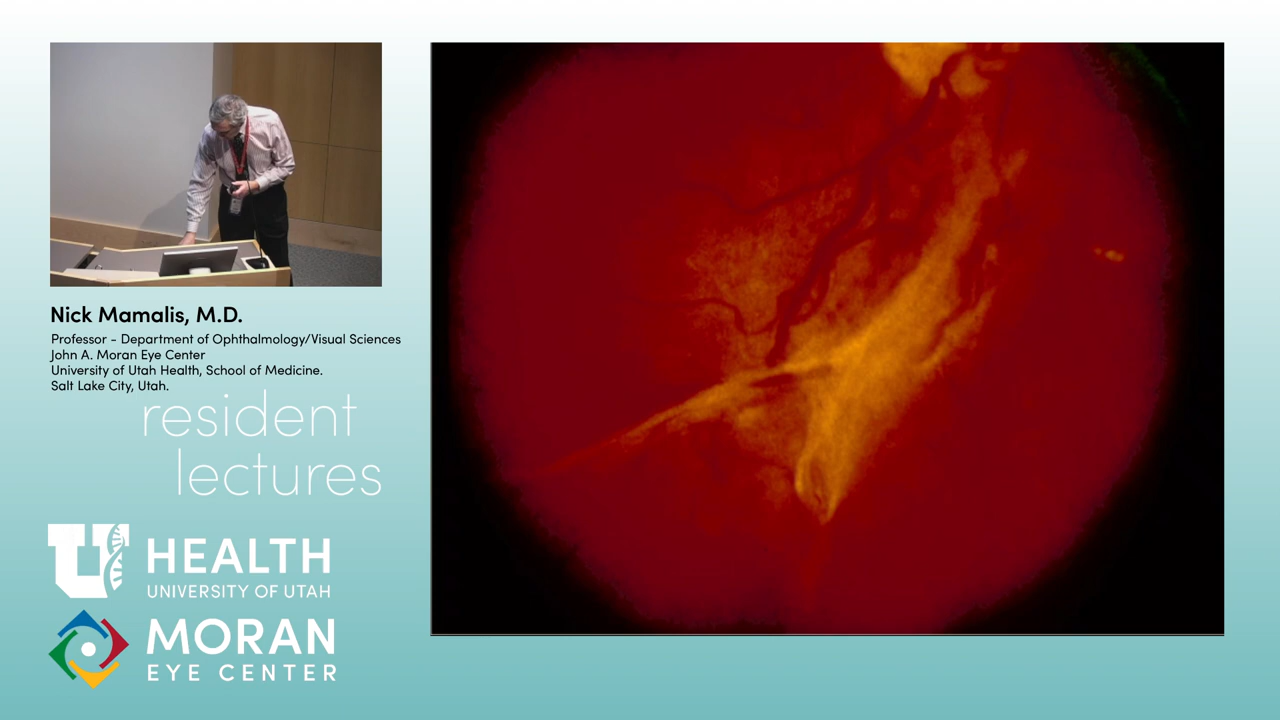 Nick Mamalis, M.D.
Professor - Department of Ophthalmology/Visual Sciences
John A. Moran Eye Center
University of Utah Health, School of Medicine.
Salt Lake City, Utah.
resident
lectures
U
HEALTH
UNIVERSITY OF UTAH
MORAN
EYE CENTER